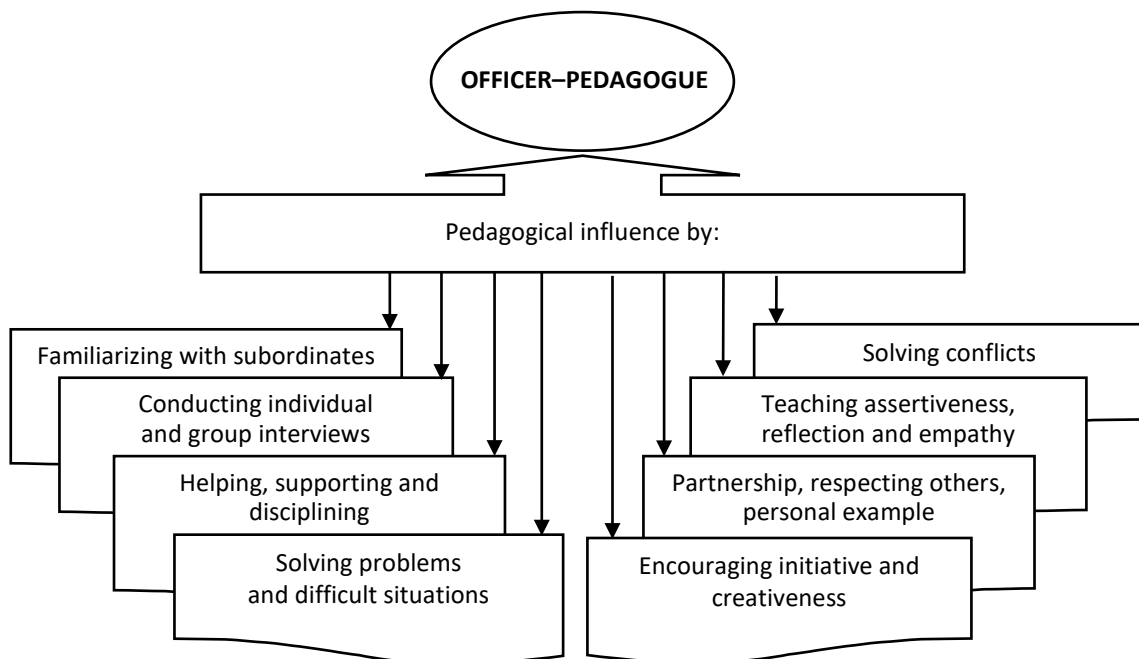 OFFICER–PEDAGOGUE
Pedagogical influence by:
Familiarizing with subordinates
Conducting individual
and group interviews
Helping, supporting and
disciplining
Solving problems
and difficult situations
Solving conflicts
Teaching assertiveness,
reflection and empathy
Partnership, respecting others,
personal example
Encouraging initiative and
creativeness